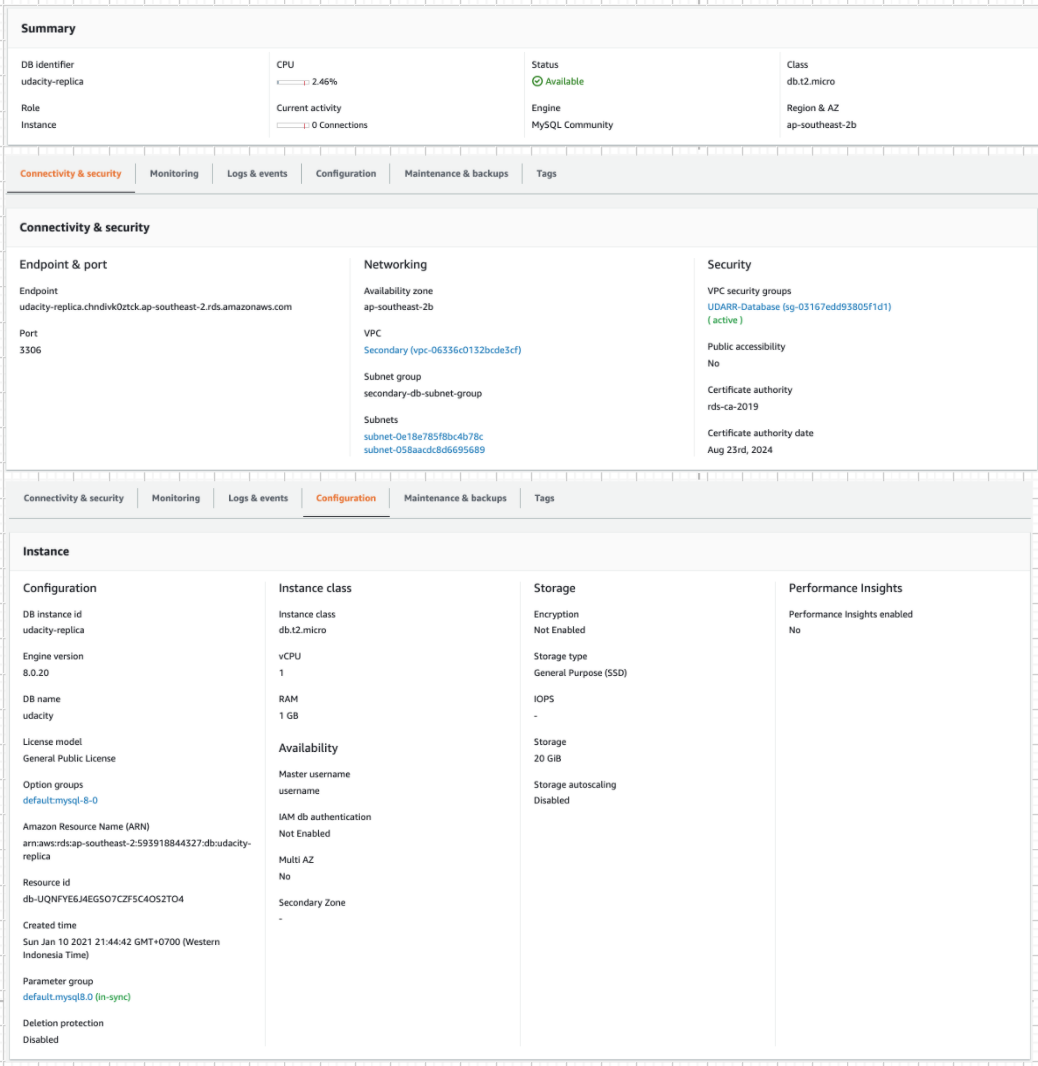 Summary
DB identifier
udacity-replica
CPU
2.46%
Status
Available
Class
db.t2.micro
Role
Instance
Current activity
0 Connections
Engine
MySQL Community
Region & AZ
ap-southeast-2b
Connectivity & security
Monitoring
Logs & events
Configuration
Maintenance & backups
Tags
Connectivity & security
Endpoint & port
Endpoint
udacity-replica.chndivk0ztck.ap-southeast-2.rds.amazonaws.com
Port
3306
Networking
Availability zone
ap-southeast-2b
VPC
Secondary (vpc-06336c0132bcde3cf)
Subnet group
secondary-db-subnet-group
Subnets
subnet-0e18e785f8bc4b78c
subnet-058aacdc8d6695689
Security
VPC security groups
UDARR-Database (sg-03167edd93805f1d1)
( active )
Public accessibility
No
Certificate authority
rds-ca-2019
Certificate authority date
Aug 23rd, 2024
Connectivity & security
Monitoring
Logs & events
Configuration
Maintenance & backups
Tags
Instance
Configuration
DB instance id
udacity-replica
Engine version
8.0.20
DB name
udacity
License model
General Public License
Option groups
default:mysql-8-0
Amazon Resource Name (ARN)
arn:aws:rds:ap-southeast-2:593918844327:db:udacity-
replica
Resource id
db-UQNFYE6J4EGSO7CZF5C4OS2TO4
Created time
Sun Jan 10 2021 21:44:42 GMT+0700 (Western
Indonesia Time)
Parameter group
default.mysql8.0 (in-sync)
Deletion protection
Disabled
Instance class
Instance class
db.t2.micro
vCPU
1
RAM
1 GB
Availability
Master username
username
IAM db authentication
Not Enabled
Multi AZ
No
Secondary Zone
-
Storage
Encryption
Not Enabled
Storage type
General Purpose (SSD)
IOPS
-
Storage
20 GiB
Storage autoscaling
Disabled
Performance Insights
Performance Insights enabled
No